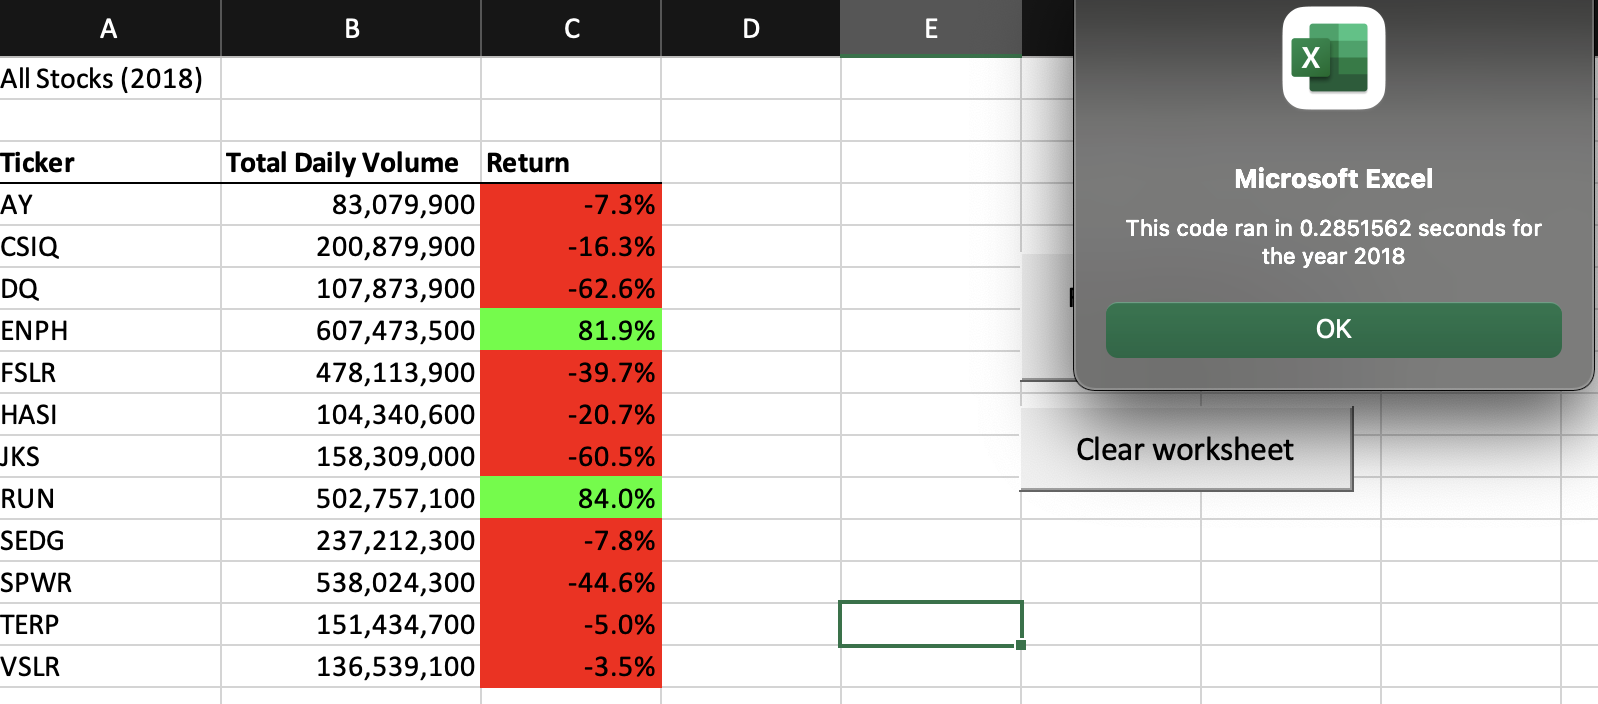 A B C D E
All Stocks (2018)
Ticker Total Daily Volume Return
AY 83,079,900 -7.3%
CSIQ 200,879,900 -16.3%
DQ 107,873,900 -62.6%
ENPH 607,473,500 81.9%
FSLR 478,113,900 -39.7%
HASI 104,340,600 -20.7%
JKS 158,309,000 -60.5%
RUN 502,757,100 84.0%
SEDG 237,212,300 -7.8%
SPWR 538,024,300 -44.6%
TERP 151,434,700 -5.0%
VSLR 136,539,100 -3.5%
X
Microsoft Excel
This code ran in 0.2851562 seconds for
the year 2018
OK
Clear worksheet